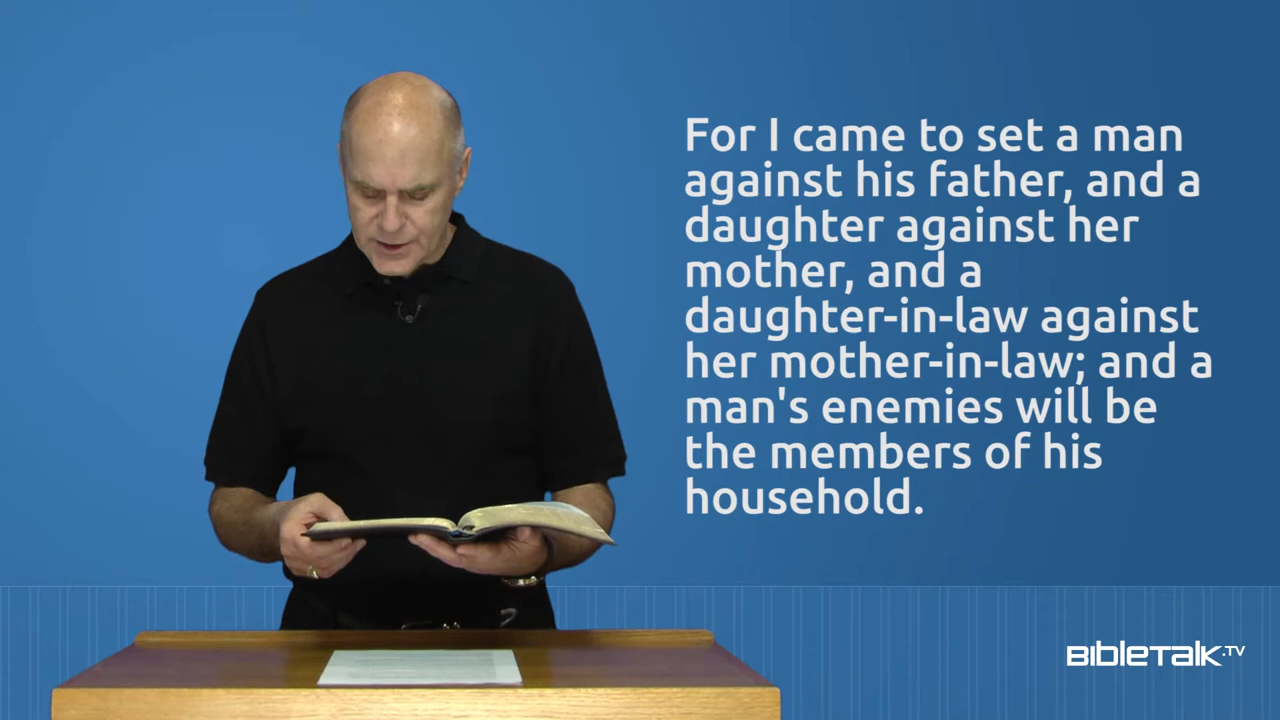 For I came to set a man
against his father, and a
daughter against her
mother, and a
daughter-in-law against
her mother-in-law; and a
man's enemies will be
the members of his
household.
BIBLETALK.TV